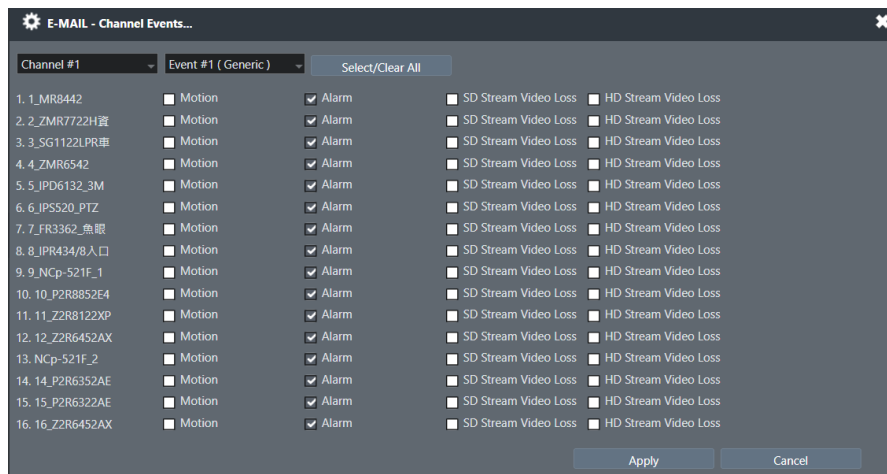 E-MAIL - Channel Events...
Channel #1 Event #1 ( Generic ) Select/Clear All
1. 1_MR8442 Motion Alarm SD Stream Video Loss HD Stream Video Loss
2. 2_ZMR7722H資 Motion Alarm SD Stream Video Loss HD Stream Video Loss
3. 3_SG1122LPR車 Motion Alarm SD Stream Video Loss HD Stream Video Loss
4. 4_ZMR6542 Motion Alarm SD Stream Video Loss HD Stream Video Loss
5. 5_IPD6132_3M Motion Alarm SD Stream Video Loss HD Stream Video Loss
6. 6_IPS520_PTZ Motion Alarm SD Stream Video Loss HD Stream Video Loss
7. 7_FR3362_魚眼 Motion Alarm SD Stream Video Loss HD Stream Video Loss
8. 8_IPR434/8入口 Motion Alarm SD Stream Video Loss HD Stream Video Loss
9. 9_NCp-521F_1 Motion Alarm SD Stream Video Loss HD Stream Video Loss
10. 10_P2R8852E4 Motion Alarm SD Stream Video Loss HD Stream Video Loss
11. 11_Z2R8122XP Motion Alarm SD Stream Video Loss HD Stream Video Loss
12. 12_Z2R6452AX Motion Alarm SD Stream Video Loss HD Stream Video Loss
13. NCp-521F_2 Motion Alarm SD Stream Video Loss HD Stream Video Loss
14. 14_P2R6352AE Motion Alarm SD Stream Video Loss HD Stream Video Loss
15. 15_P2R6322AE Motion Alarm SD Stream Video Loss HD Stream Video Loss
16. 16_Z2R6452AX Motion Alarm SD Stream Video Loss HD Stream Video Loss
Apply Cancel